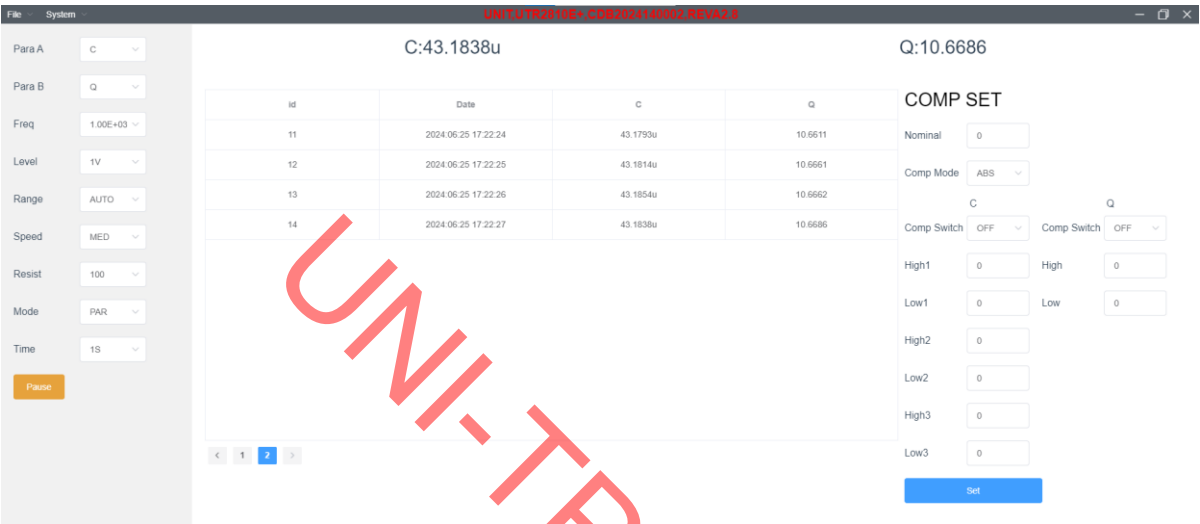 File System UNIT,UTR2810E+,CDB2024140002,REVA2.8
C:43.1838u Q:10.6686
Para A C
Para B Q
Freq 1.00E+03
Level 1V
Range AUTO
Speed MED
Resist 100
Mode PAR
Time 1S
Pause
id Date C Q
11 2024:06:25 17:22:24 43.1793u 10.6611
12 2024:06:25 17:22:25 43.1814u 10.6661
13 2024:06:25 17:22:26 43.1854u 10.6662
14 2024:06:25 17:22:27 43.1838u 10.6686
< 1 2 >
COMP SET
Nominal 0
Comp Mode ABS
C Q
Comp Switch OFF Comp Switch OFF
High1 0 High 0
Low1 0 Low 0
High2 0
Low2 0
High3 0
Low3 0
Set